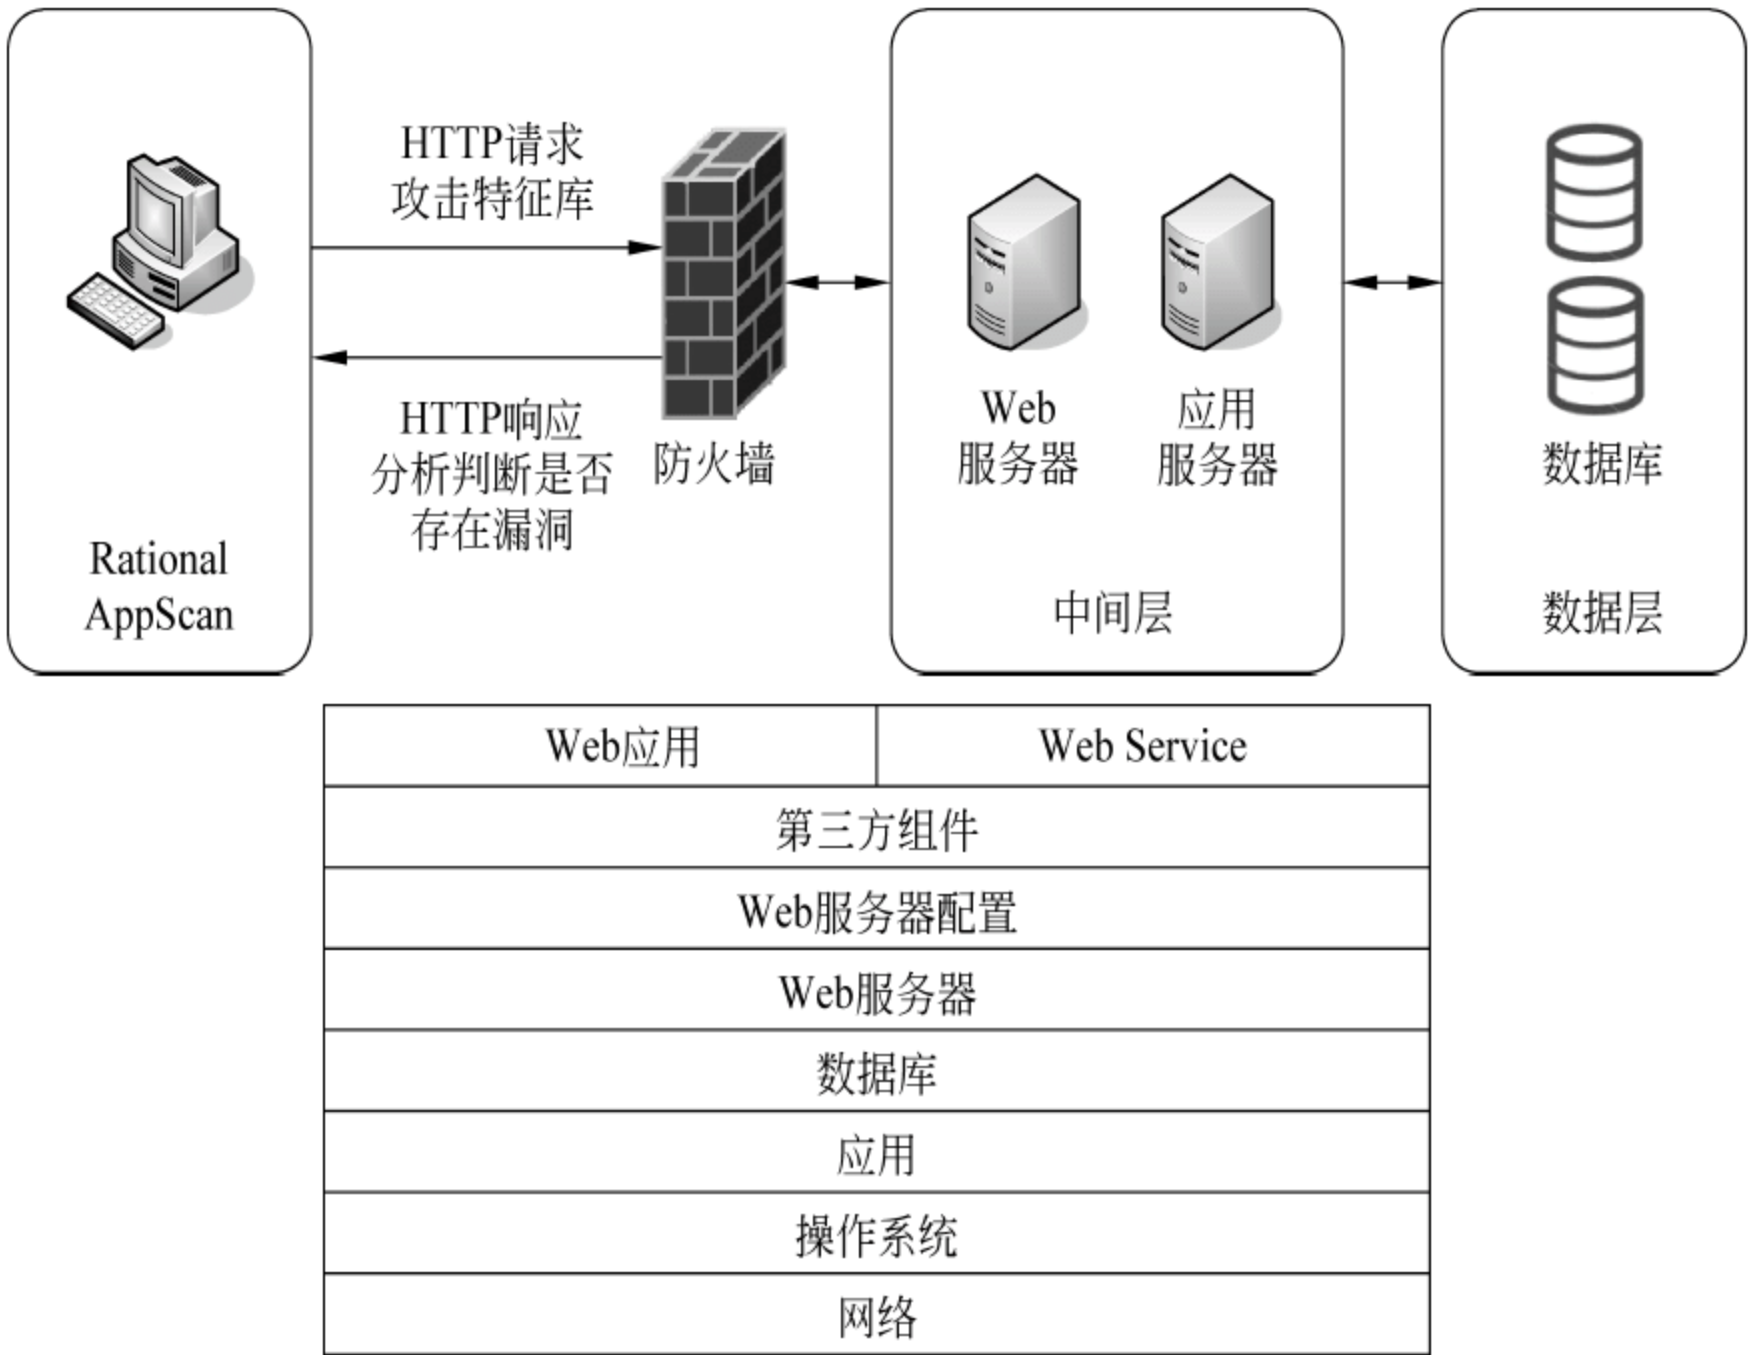 HTTP请求
攻击特征库
HTTP响应
分析判断是否
存在漏洞
防火墙
Rational
AppScan
Web
服务器
应用
服务器
中间层
数据库
数据层
Web应用
Web Service
第三方组件
Web服务器配置
Web服务器
数据库
应用
操作系统
网络